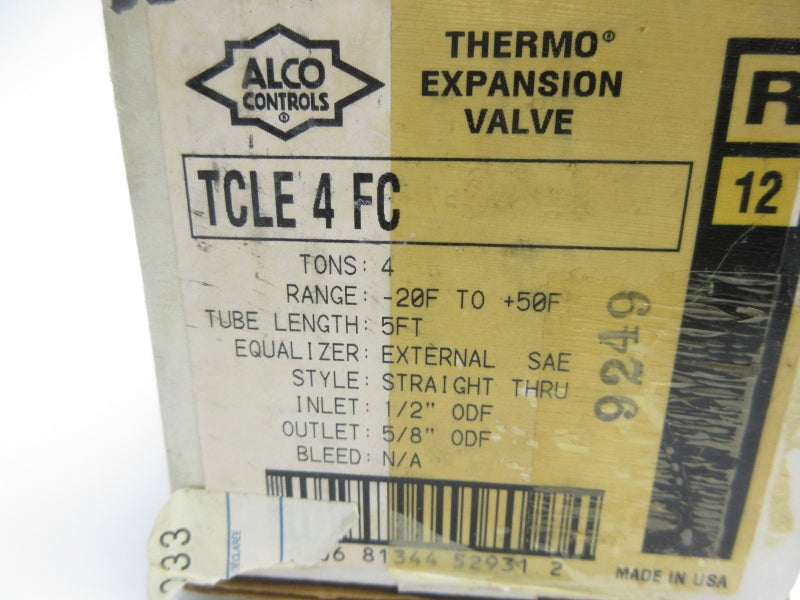 ALCO
CONTROLS
®
THERMO®
EXPANSION
VALVE
R
12
TCLE 4 FC
TONS: 4
RANGE: -20F TO +50F
TUBE LENGTH: 5FT
EQUALIZER: EXTERNAL SAE
STYLE: STRAIGHT THRU
INLET: 1/2" ODF
OUTLET: 5/8" ODF
BLEED: N/A
9249
81344 52931 2
MADE IN USA
033
DECLAREE